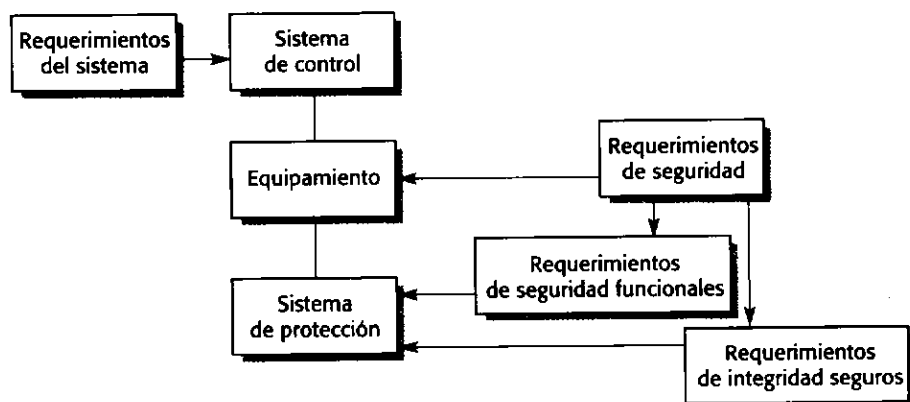 Requerimientos
del sistema
Sistema
de control
Equipamiento
Requerimientos
de seguridad
Requerimientos
de seguridad funcionales
Sistema
de protección
Requerimientos
de integridad seguros